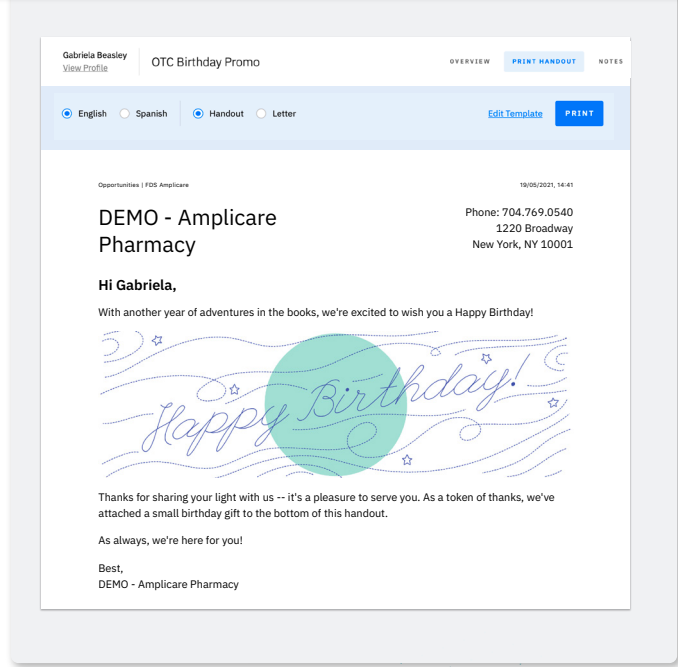 Gabriela Beasley
View Profile
OTC Birthday Promo
OVERVIEW
PRINT HANDOUT
NOTES
English
Spanish
Handout
Letter
Edit Template
PRINT
Opportunities | FDS Amplicare
19/05/2021, 14:41
DEMO - Amplicare
Pharmacy
Phone: 704.769.0540
1220 Broadway
New York, NY 10001
Hi Gabriela,
With another year of adventures in the books, we're excited to wish you a Happy Birthday!
Happy Birthday!
Thanks for sharing your light with us -- it's a pleasure to serve you. As a token of thanks, we've
attached a small birthday gift to the bottom of this handout.
As always, we're here for you!
Best,
DEMO - Amplicare Pharmacy